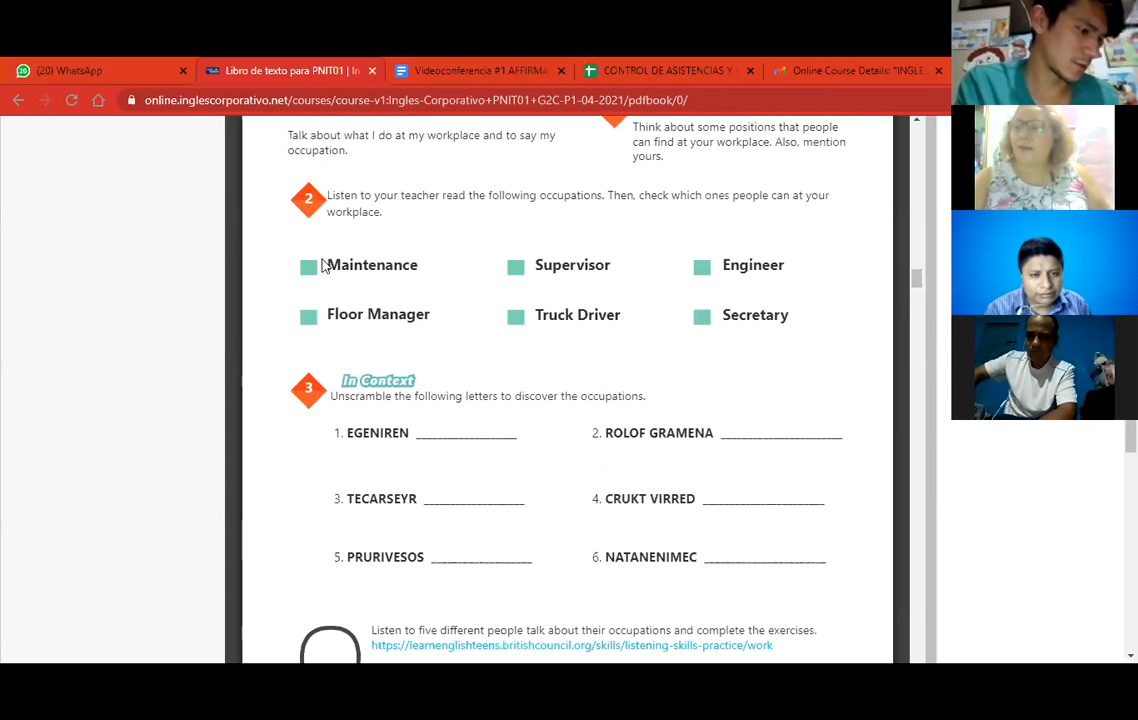 (20) WhatsApp
Libro de texto para PNIT01 | In
Videoconferencia #1 AFFIRMA
CONTROL DE ASISTENCIAS Y
Online Course Details: "INGLE
online.inglescorporativo.net/courses/course-v1:Ingles-Corporativo+PNIT01+G2C-P1-04-2021/pdfbook/0/
Talk about what I do at my workplace and to say my
occupation.
Think about some positions that people
can find at your workplace. Also, mention
yours.
2
Listen to your teacher read the following occupations. Then, check which ones people can at your
workplace.
Maintenance
Supervisor
Engineer
Floor Manager
Truck Driver
Secretary
3
In Context
Unscramble the following letters to discover the occupations.
1. EGENIREN ___________________
2. ROLOF GRAMENA ______________________
3. TECARSEYR ___________________
4. CRUKT VIRRED ______________________
5. PRURIVESOS ___________________
6. NATANENIMEC ______________________
Listen to five different people talk about their occupations and complete the exercises.
https://learnenglishteens.britishcouncil.org/skills/listening-skills-practice/work